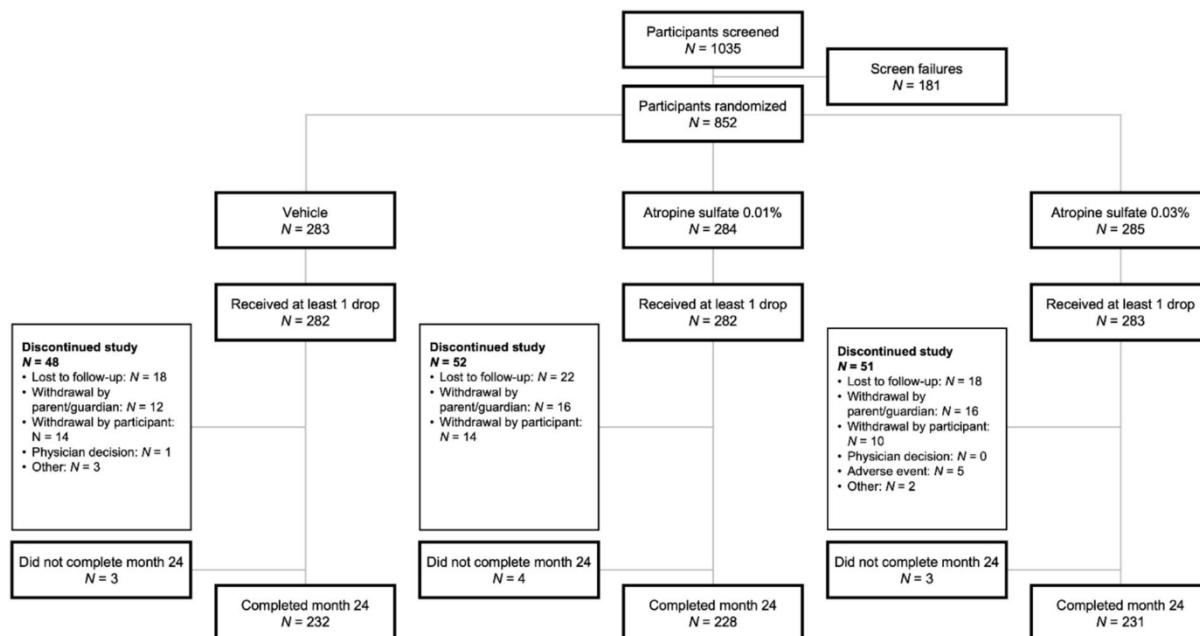 Participants screened
N = 1035
Screen failures
N = 181
Participants randomized
N = 852
Vehicle
N = 283
Atropine sulfate 0.01%
N = 284
Atropine sulfate 0.03%
N = 285
Received at least 1 drop
N = 282
Received at least 1 drop
N = 282
Received at least 1 drop
N = 283
Discontinued study
N = 48
• Lost to follow-up: N = 18
• Withdrawal by
parent/guardian: N = 12
• Withdrawal by participant:
N = 14
• Physician decision: N = 1
• Other: N = 3
Discontinued study
N = 52
• Lost to follow-up: N = 22
• Withdrawal by
parent/guardian: N = 16
• Withdrawal by participant:
N = 14
Discontinued study
N = 51
• Lost to follow-up: N = 18
• Withdrawal by
parent/guardian: N = 16
• Withdrawal by participant:
N = 10
• Physician decision: N = 0
• Adverse event: N = 5
• Other: N = 2
Did not complete month 24
N = 3
Did not complete month 24
N = 4
Did not complete month 24
N = 3
Completed month 24
N = 232
Completed month 24
N = 228
Completed month 24
N = 231